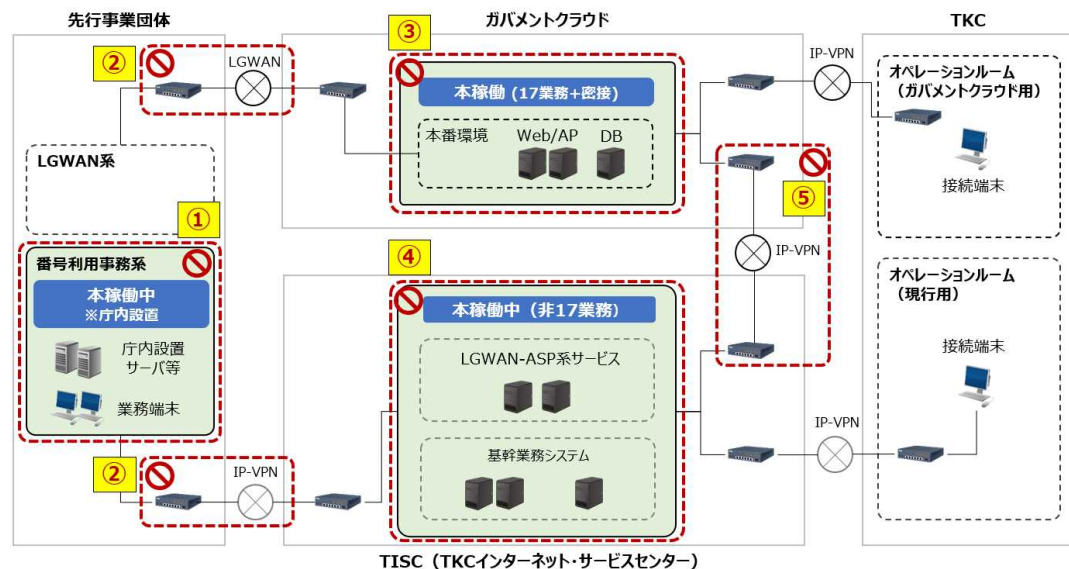 先行事業団体
ガバメントクラウド
TKC
②
LGWAN
③
本稼働 (17業務+密接)
本番環境
Web/AP
DB
IP-VPN
オペレーションルーム
(ガバメントクラウド用)
接続端末
LGWAN系
①
番号利用事務系
本稼働中
※庁内設置
庁内設置
サーバ等
業務端末
②
IP-VPN
④
本稼働中 (非17業務)
LGWAN-ASP系サービス
基幹業務システム
⑤
IP-VPN
オペレーションルーム
(現行用)
接続端末
IP-VPN
TISC (TKCインターネット・サービスセンター)